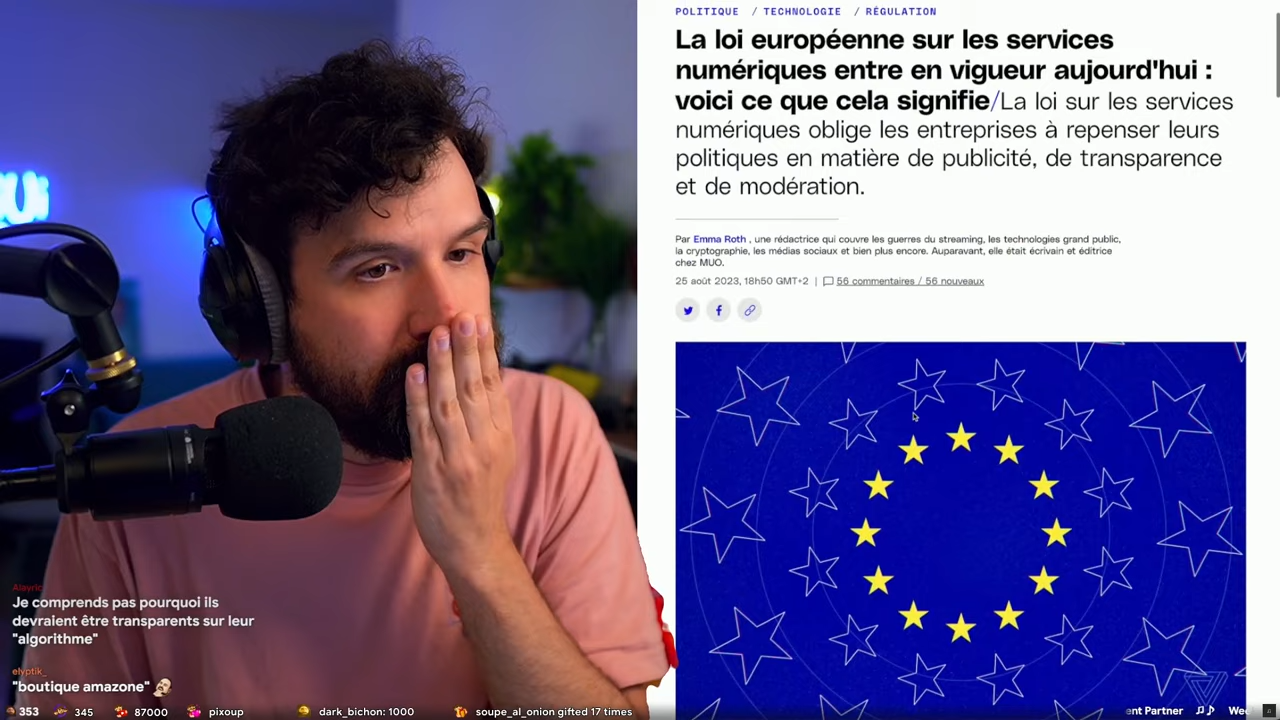 POLITIQUE / TECHNOLOGIE / RÉGULATION
La loi européenne sur les services
numériques entre en vigueur aujourd'hui :
voici ce que cela signifie/La loi sur les services
numériques oblige les entreprises à repenser leurs
politiques en matière de publicité, de transparence
et de modération.
Par Emma Roth , une rédactrice qui couvre les guerres du streaming, les technologies grand public,
la cryptographie, les médias sociaux et bien plus encore. Auparavant, elle était écrivain et éditrice
chez MUO.
25 août 2023, 18h50 GMT+2 | 56 commentaires / 56 nouveaux
Alayric
Je comprends pas pourquoi ils
devraient être transparents sur leur
"algorithme"
elyptik_
"boutique amazone"
353 345 87000 pixoup dark_bichon: 1000 soupe_al_onion gifted 17 times
ent Partner Wee